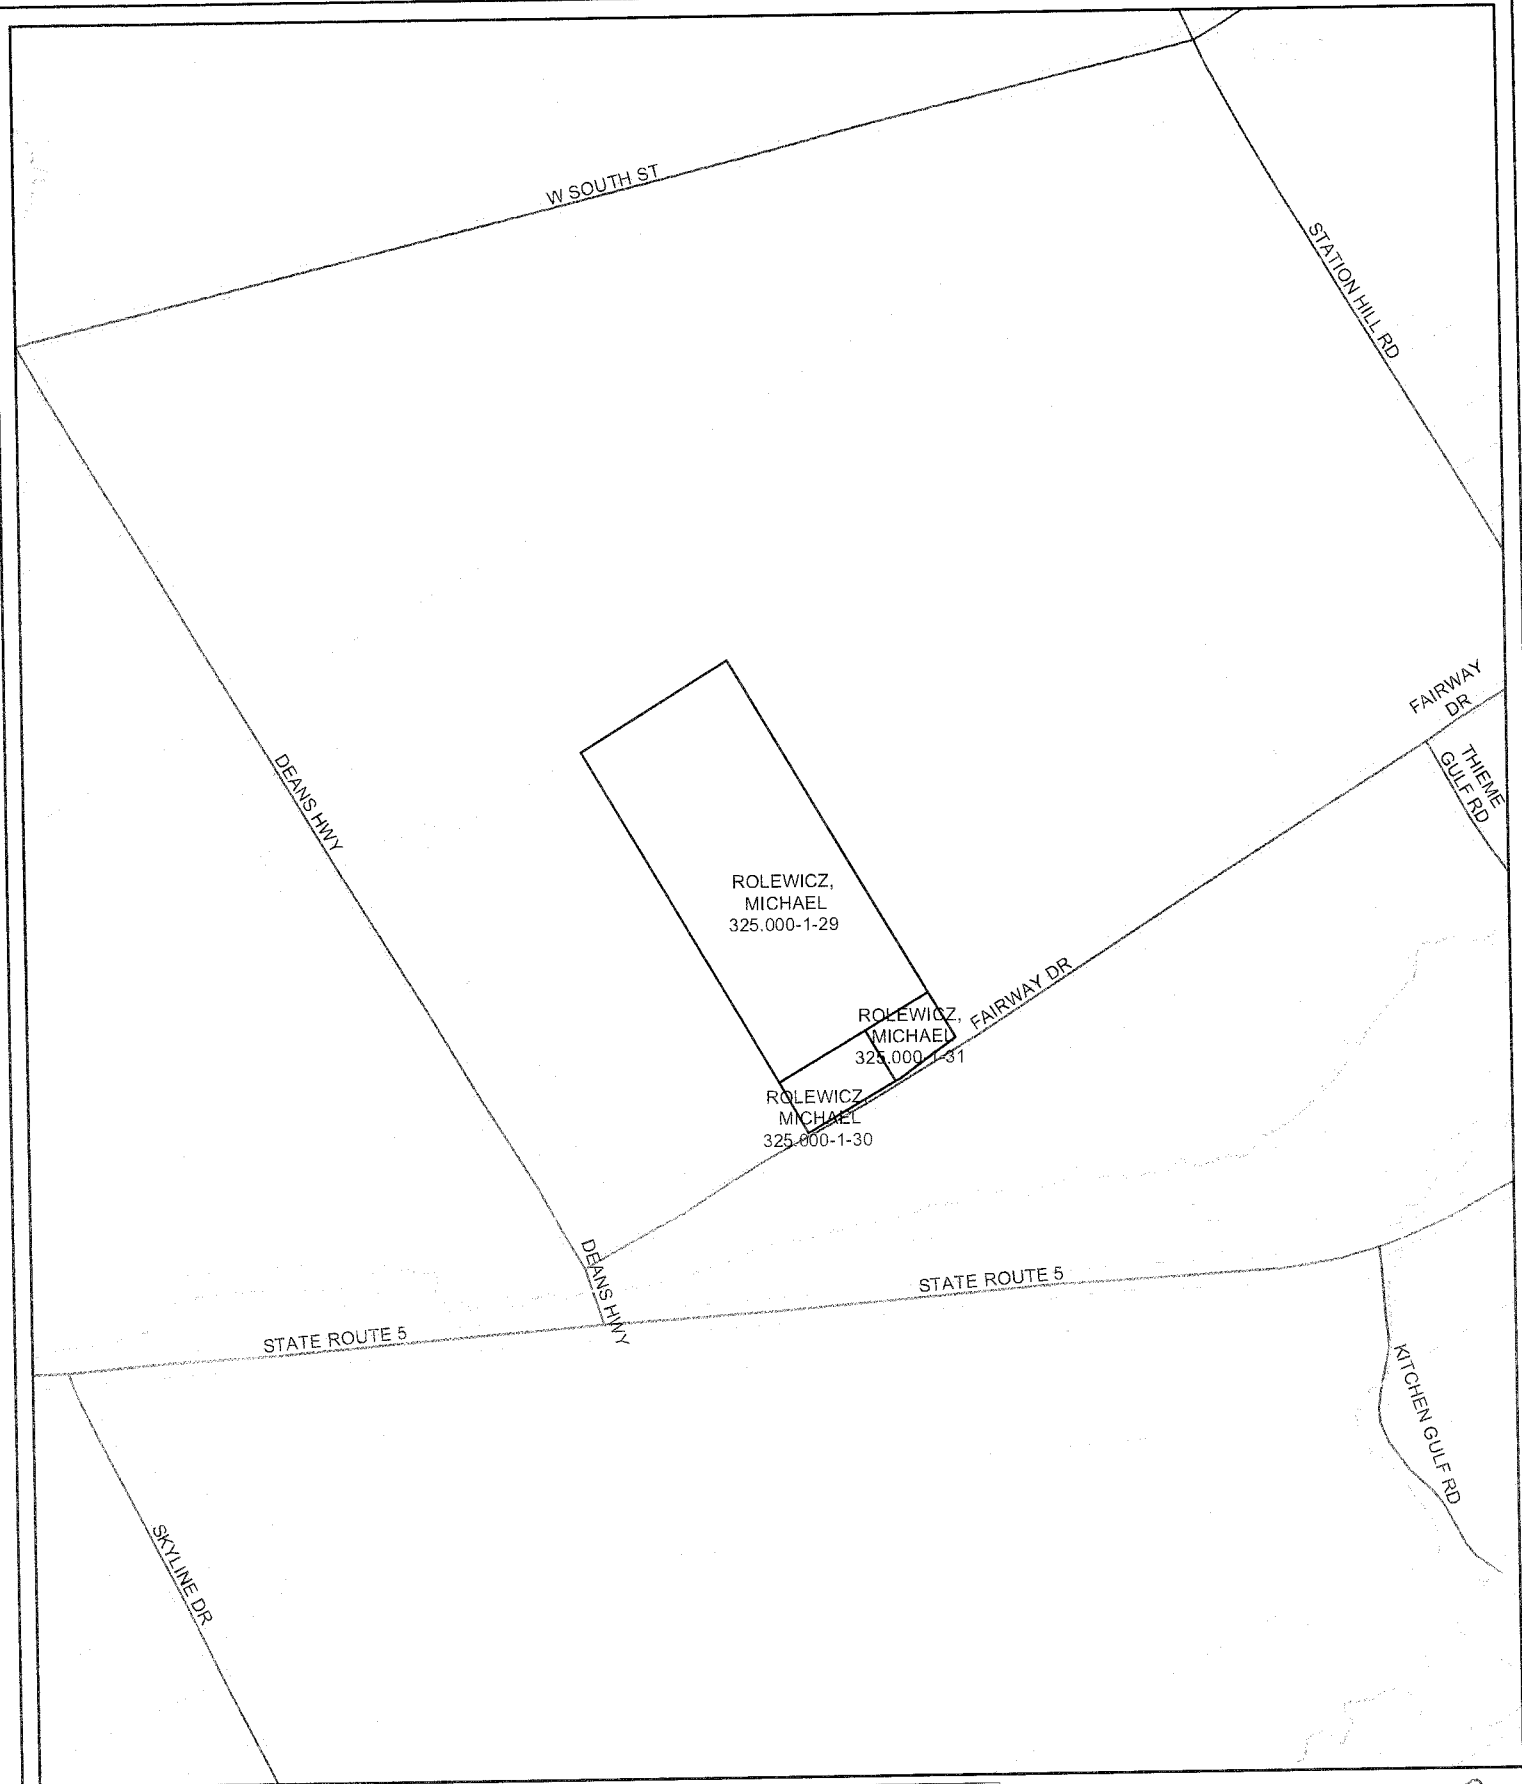 W SOUTH ST
STATION HILL RD
FAIRWAY
DR
THIEME
GULF RD
DEANS HWY
ROLEWICZ,
MICHAEL
325.000-1-29
FAIRWAY DR
ROLEWICZ,
MICHAEL
325.000-1-31
ROLEWICZ,
MICHAEL
325.000-1-30
DEANS HWY
STATE ROUTE 5
STATE ROUTE 5
KITCHEN GULF RD
SKYLINE DR